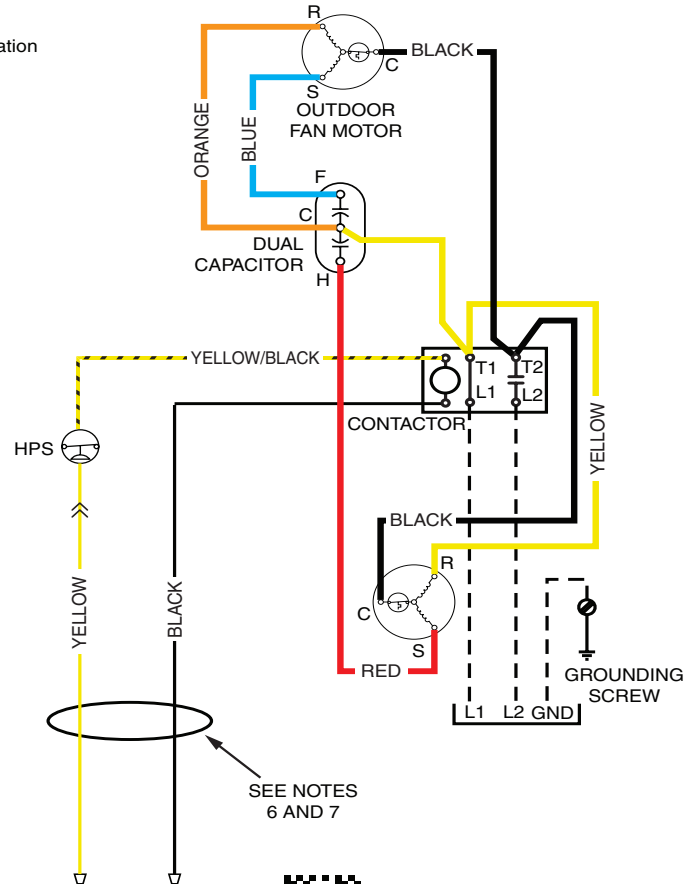 ation
R
C
BLACK
S
OUTDOOR
FAN MOTOR
ORANGE
BLUE
F
C
DUAL
CAPACITOR
H
YELLOW/BLACK
T1
T2
L1
L2
CONTACTOR
YELLOW
HPS
BLACK
R
C
S
RED
YELLOW
BLACK
GROUNDING
SCREW
L1 L2 GND
SEE NOTES
6 AND 7